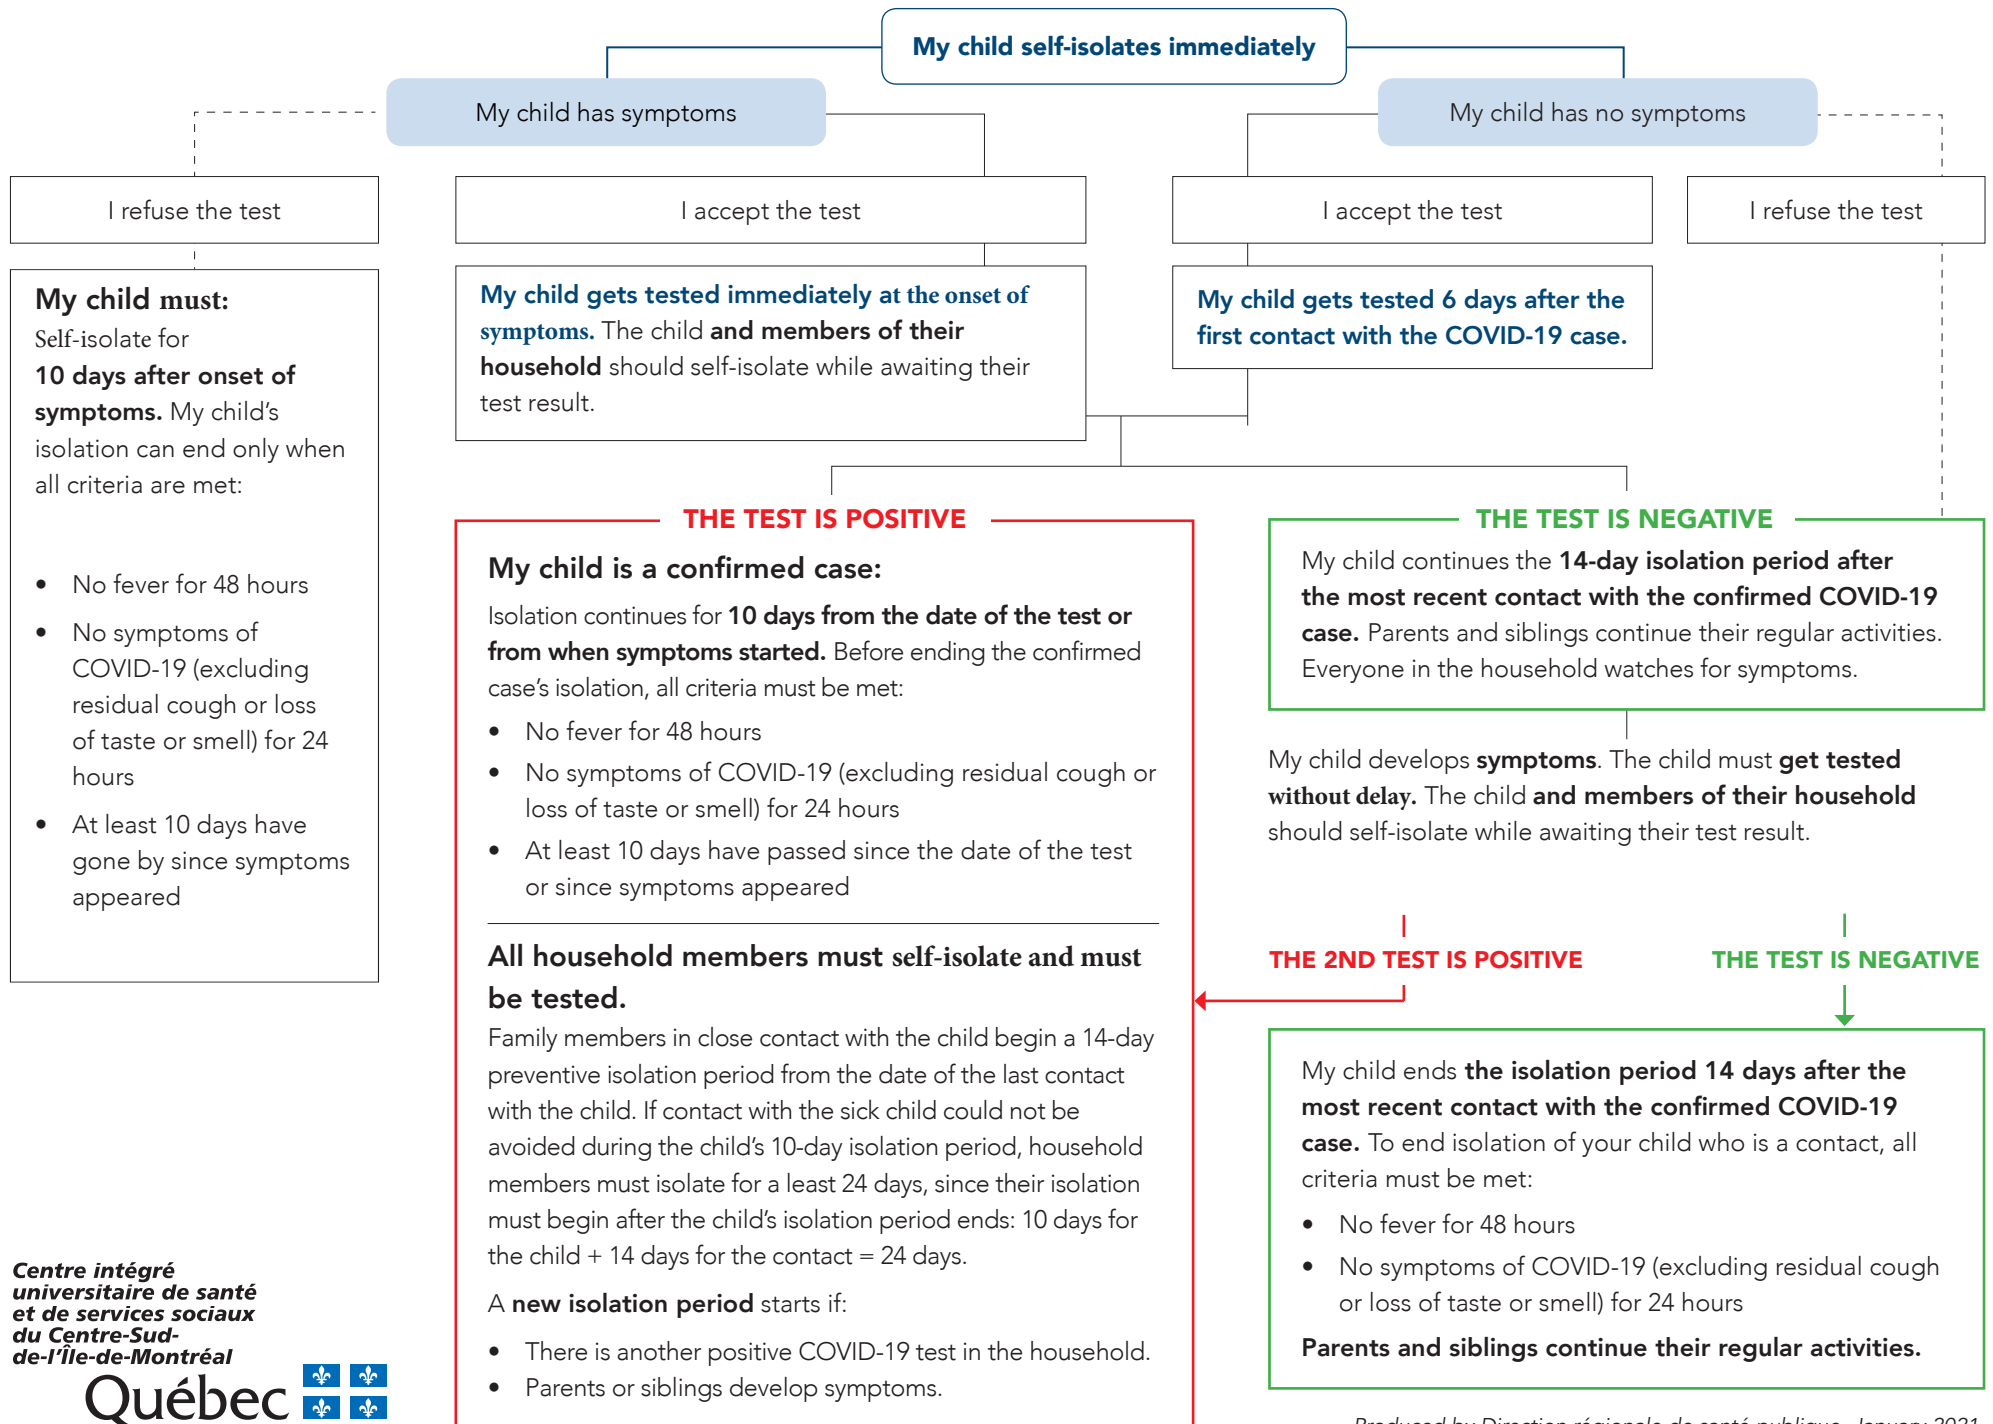 My child self-isolates immediately
My child has symptoms
My child has no symptoms
I refuse the test
I accept the test
I accept the test
I refuse the test
My child must:
Self-isolate for
10 days after onset of
symptoms. My child's
isolation can end only when
all criteria are met:
• No fever for 48 hours
• No symptoms of
COVID-19 (excluding
residual cough or loss
of taste or smell) for 24
hours
• At least 10 days have
gone by since symptoms
appeared
My child gets tested immediately at the onset of
symptoms. The child and members of their
household should self-isolate while awaiting their
test result.
My child gets tested 6 days after the
first contact with the COVID-19 case.
THE TEST IS POSITIVE
My child is a confirmed case:
Isolation continues for 10 days from the date of the test or
from when symptoms started. Before ending the confirmed
case's isolation, all criteria must be met:
• No fever for 48 hours
• No symptoms of COVID-19 (excluding residual cough or
loss of taste or smell) for 24 hours
• At least 10 days have passed since the date of the test
or since symptoms appeared
All household members must self-isolate and must
be tested.
Family members in close contact with the child begin a 14-day
preventive isolation period from the date of the last contact
with the child. If contact with the sick child could not be
avoided during the child's 10-day isolation period, household
members must isolate for a least 24 days, since their isolation
must begin after the child's isolation period ends: 10 days for
the child + 14 days for the contact = 24 days.
A new isolation period starts if:
• There is another positive COVID-19 test in the household.
• Parents or siblings develop symptoms.
THE TEST IS NEGATIVE
My child continues the 14-day isolation period after
the most recent contact with the confirmed COVID-19
case. Parents and siblings continue their regular activities.
Everyone in the household watches for symptoms.
My child develops symptoms. The child must get tested
without delay. The child and members of their household
should self-isolate while awaiting their test result.
THE 2ND TEST IS POSITIVE
THE TEST IS NEGATIVE
My child ends the isolation period 14 days after the
most recent contact with the confirmed COVID-19
case. To end isolation of your child who is a contact, all
criteria must be met:
• No fever for 48 hours
• No symptoms of COVID-19 (excluding residual cough
or loss of taste or smell) for 24 hours
Parents and siblings continue their regular activities.
Centre intégré
universitaire de santé
et de services sociaux
du Centre-Sud-
de-l'Île-de-Montréal
Québec
Produced by Direction régionale de santé publique, January 2021